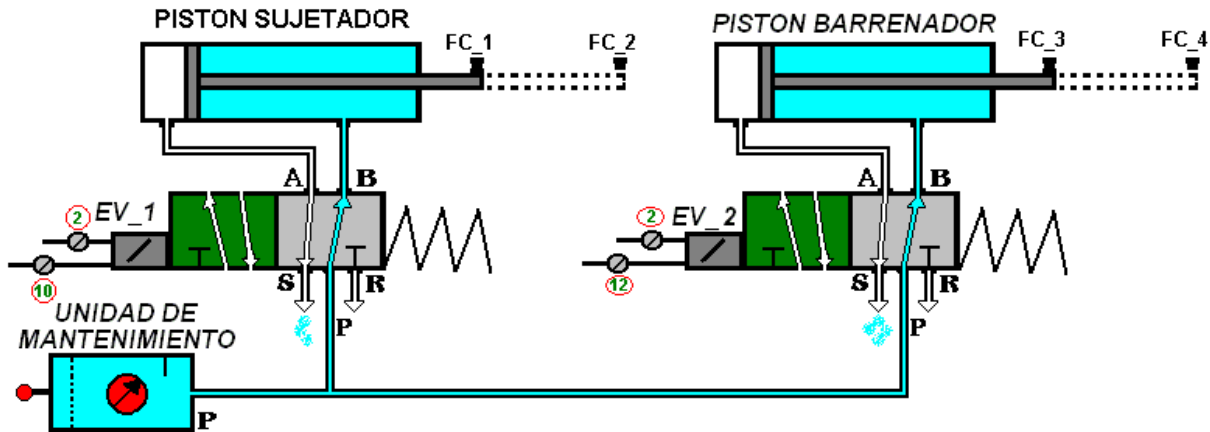 PISTON SUJETADOR
PISTON BARRENADOR
FC_1
FC_2
FC_3
FC_4
A
B
A
B
2
EV_1
2
EV_2
10
12
S
R
S
R
P
P
UNIDAD DE
MANTENIMIENTO
P